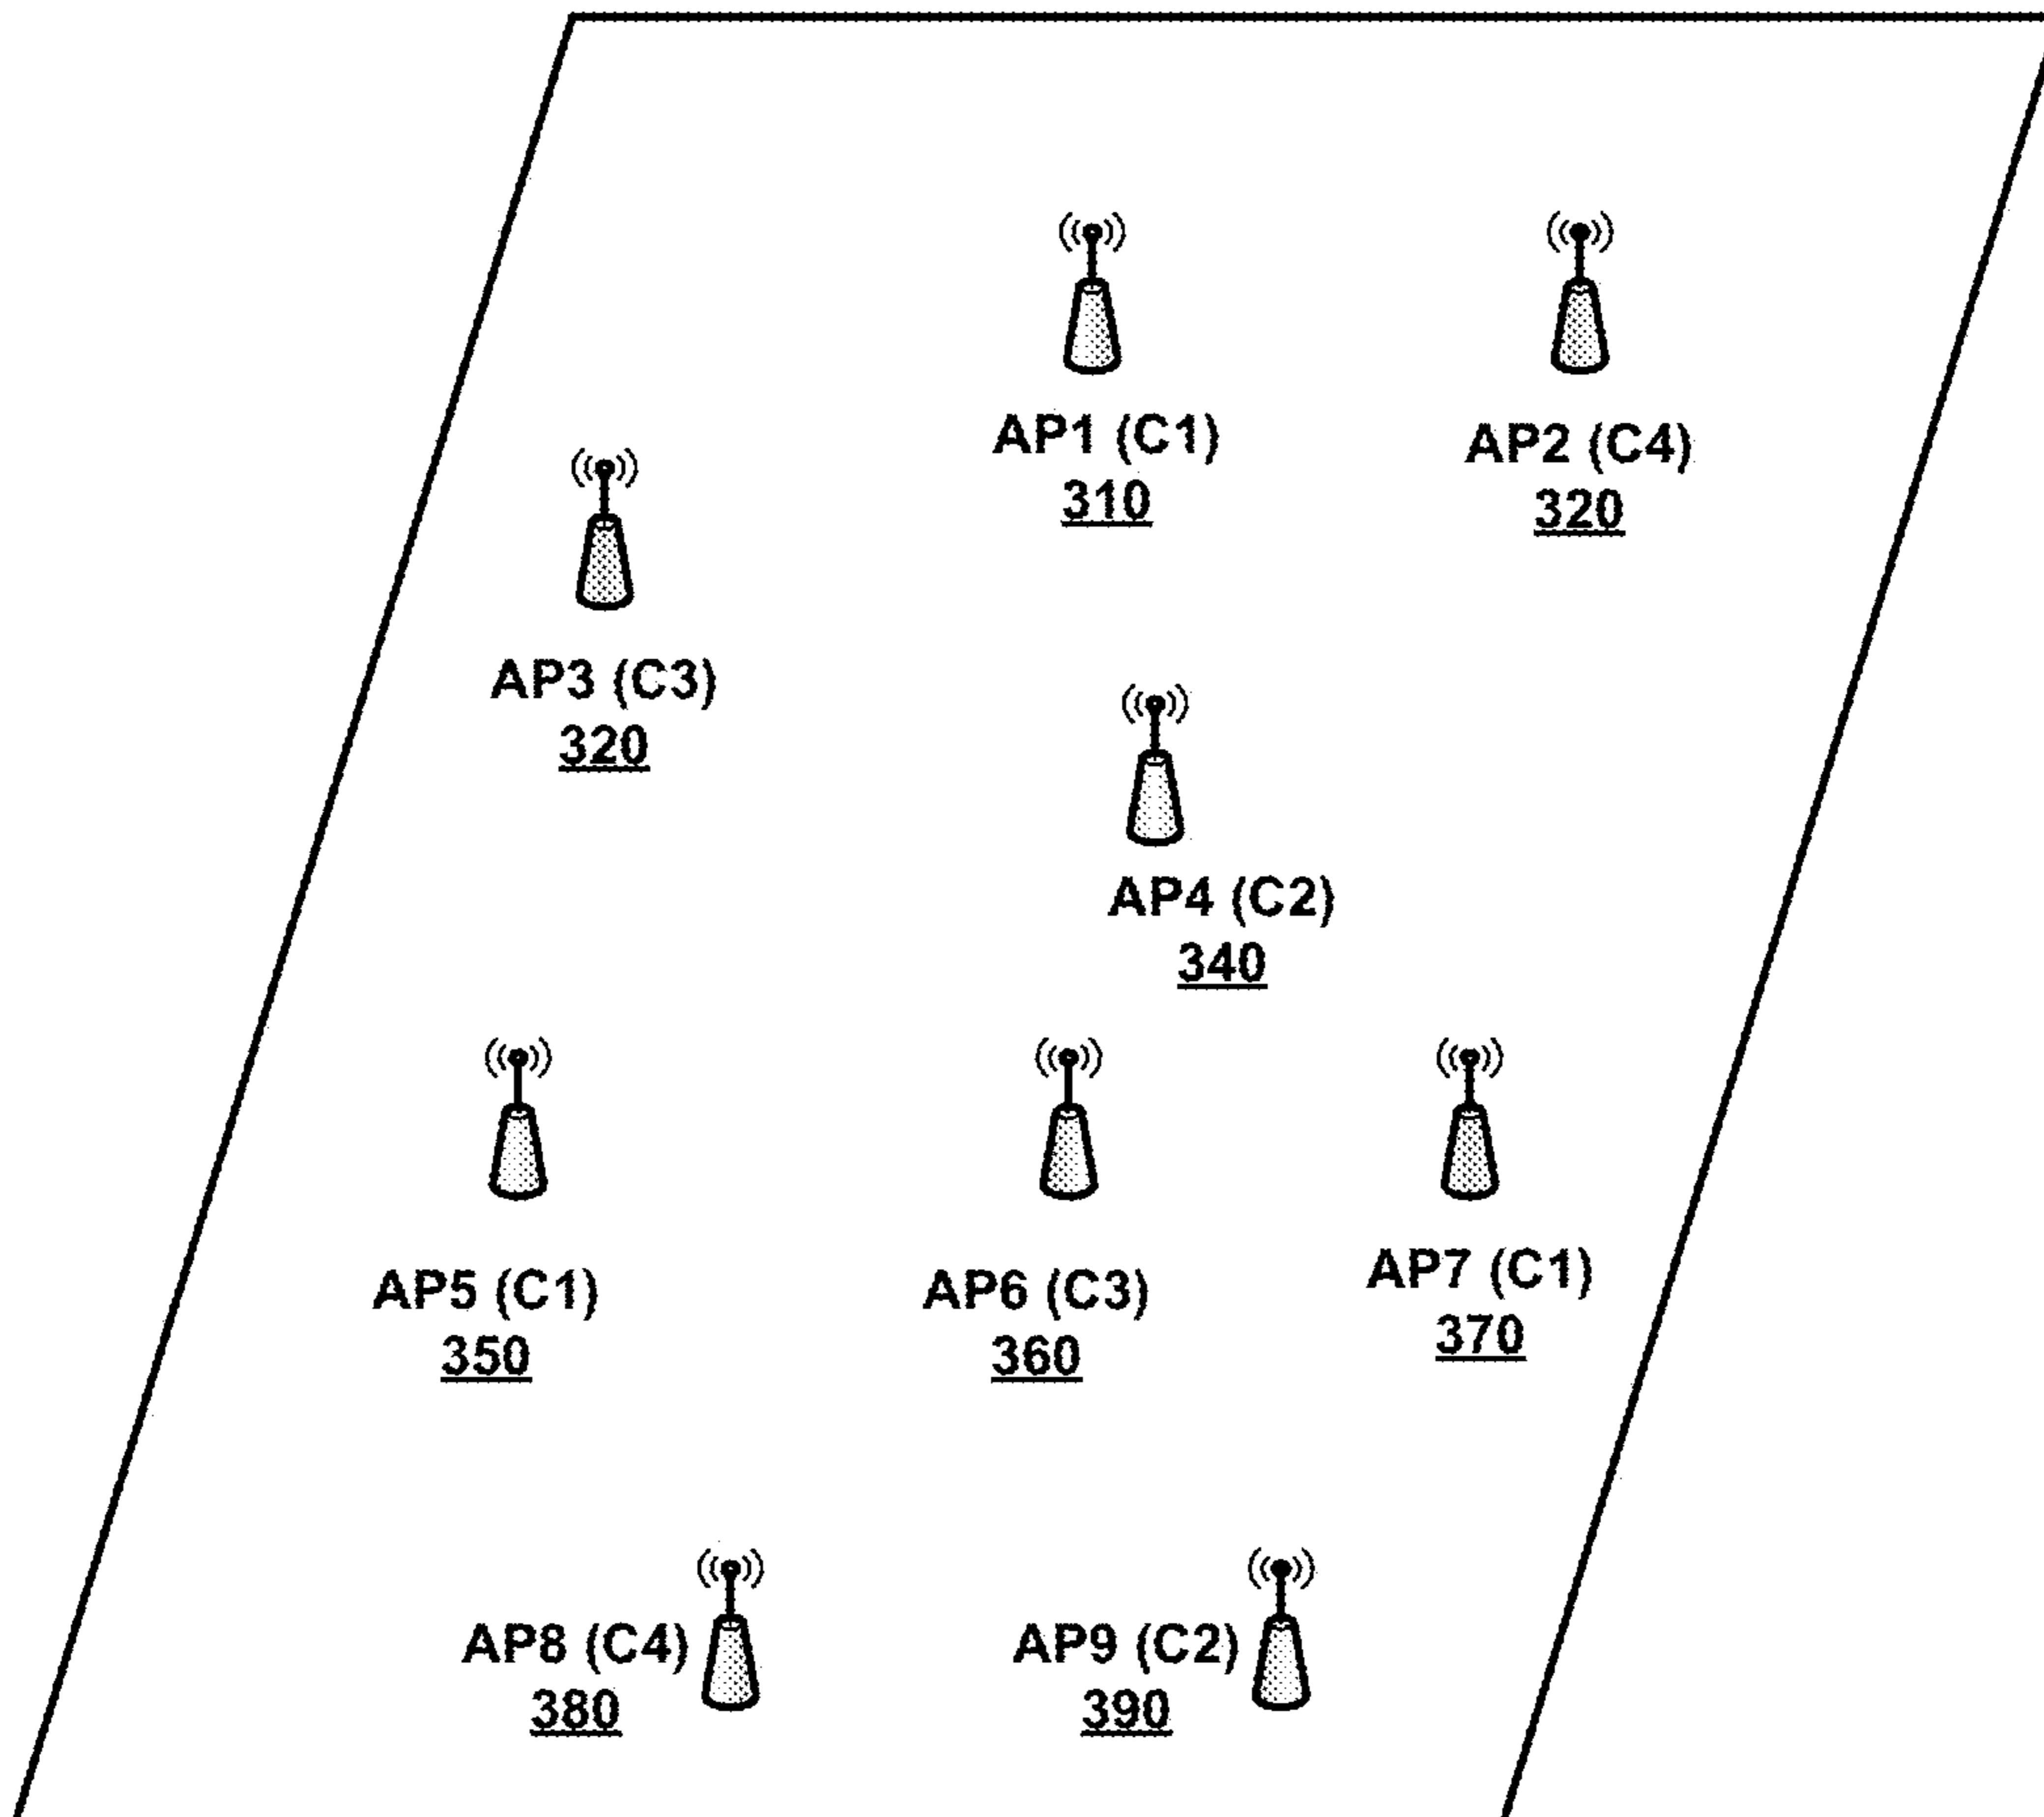 AP1 (C1)
310
AP2 (C4)
320
AP3 (C3)
320
AP4 (C2)
340
AP5 (C1)
350
AP6 (C3)
360
AP7 (C1)
370
AP8 (C4)
380
AP9 (C2)
390